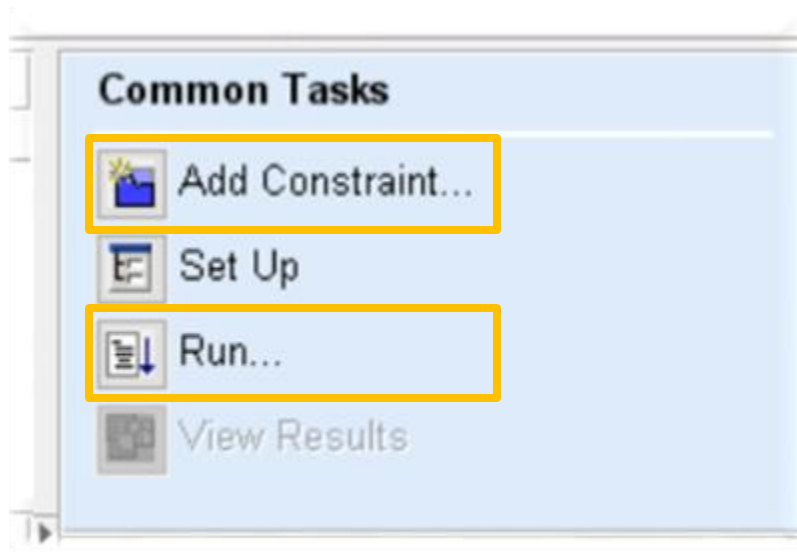 Common Tasks
Add Constraint...
Set Up
Run...
View Results